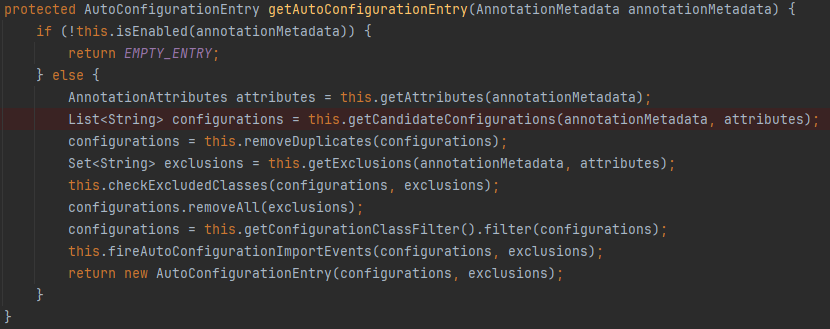 protected AutoConfigurationEntry getAutoConfigurationEntry(AnnotationMetadata annotationMetadata) {
    if (!this.isEnabled(annotationMetadata)) {
        return EMPTY_ENTRY;
    } else {
        AnnotationAttributes attributes = this.getAttributes(annotationMetadata);
        List<String> configurations = this.getCandidateConfigurations(annotationMetadata, attributes);
        configurations = this.removeDuplicates(configurations);
        Set<String> exclusions = this.getExclusions(annotationMetadata, attributes);
        this.checkExcludedClasses(configurations, exclusions);
        configurations.removeAll(exclusions);
        configurations = this.getConfigurationClassFilter().filter(configurations);
        this.fireAutoConfigurationImportEvents(configurations, exclusions);
        return new AutoConfigurationEntry(configurations, exclusions);
    }
}